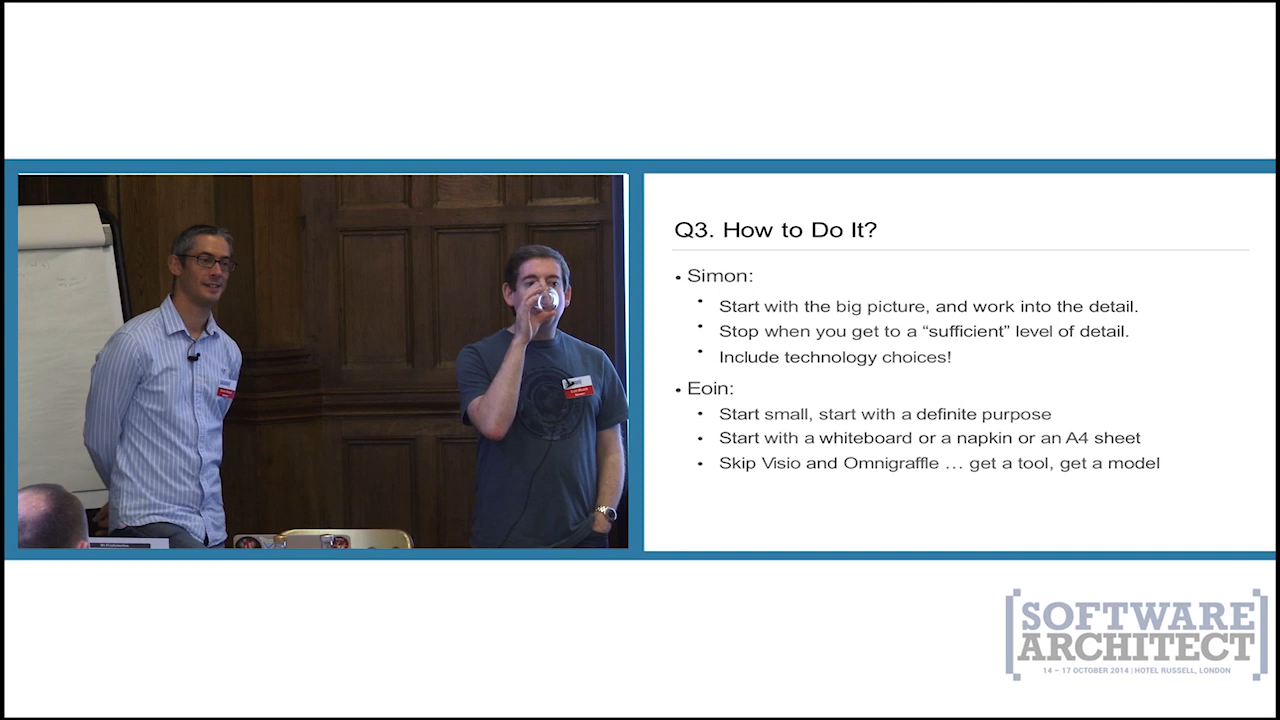 Q3. How to Do It?
• Simon:
• Start with the big picture, and work into the detail.
• Stop when you get to a “sufficient” level of detail.
• Include technology choices!
• Eoin:
• Start small, start with a definite purpose
• Start with a whiteboard or a napkin or an A4 sheet
• Skip Visio and Omnigraffle … get a tool, get a model
[SOFTWARE
ARCHITECT]
14 – 17 OCTOBER 2014 | HOTEL RUSSELL, LONDON